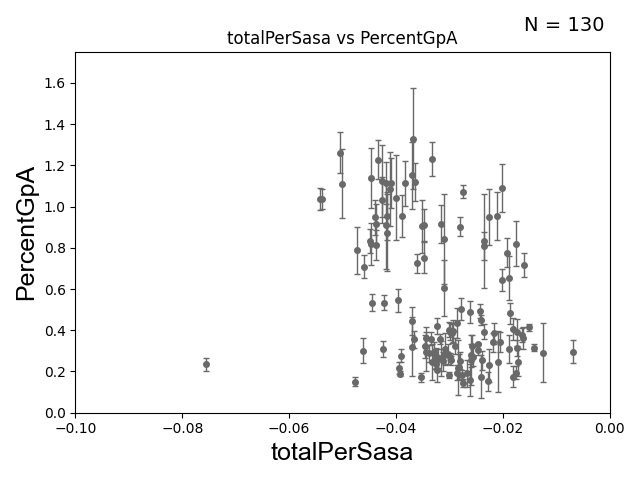 N = 130
totalPerSasa vs PercentGpA
PercentGpA
1.6
1.4
1.2
1.0
0.8
0.6
0.4
0.2
0.0
−0.10 −0.08 −0.06 −0.04 −0.02 0.00
totalPerSasa